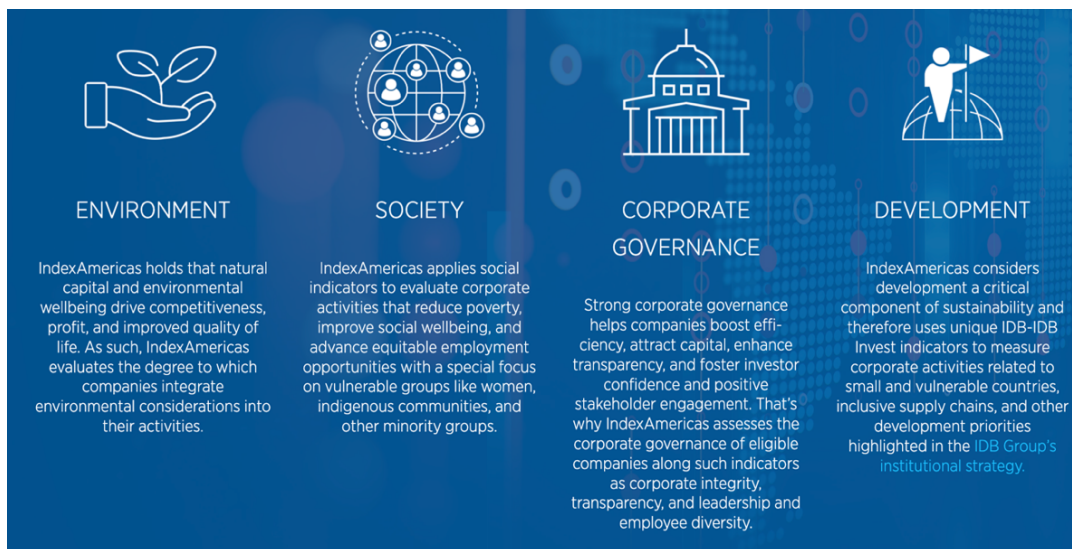 ENVIRONMENT
IndexAmericas holds that natural
capital and environmental
wellbeing drive competitiveness,
profit, and improved quality of
life. As such, IndexAmericas
evaluates the degree to which
companies integrate
environmental considerations into
their activities.
SOCIETY
IndexAmericas applies social
indicators to evaluate corporate
activities that reduce poverty,
improve social wellbeing, and
advance equitable employment
opportunities with a special focus
on vulnerable groups like women,
indigenous communities, and
other minority groups.
CORPORATE
GOVERNANCE
Strong corporate governance
helps companies boost effi-
ciency, attract capital, enhance
transparency, and foster investor
confidence and positive
stakeholder engagement. That's
why IndexAmericas assesses the
corporate governance of eligible
companies along such indicators
as corporate integrity,
transparency, and leadership and
employee diversity.
DEVELOPMENT
IndexAmericas considers
development a critical
component of sustainability and
therefore uses unique IDB-IDB
Invest indicators to measure
corporate activities related to
small and vulnerable countries,
inclusive supply chains, and other
development priorities
highlighted in the IDB Group's
institutional strategy.